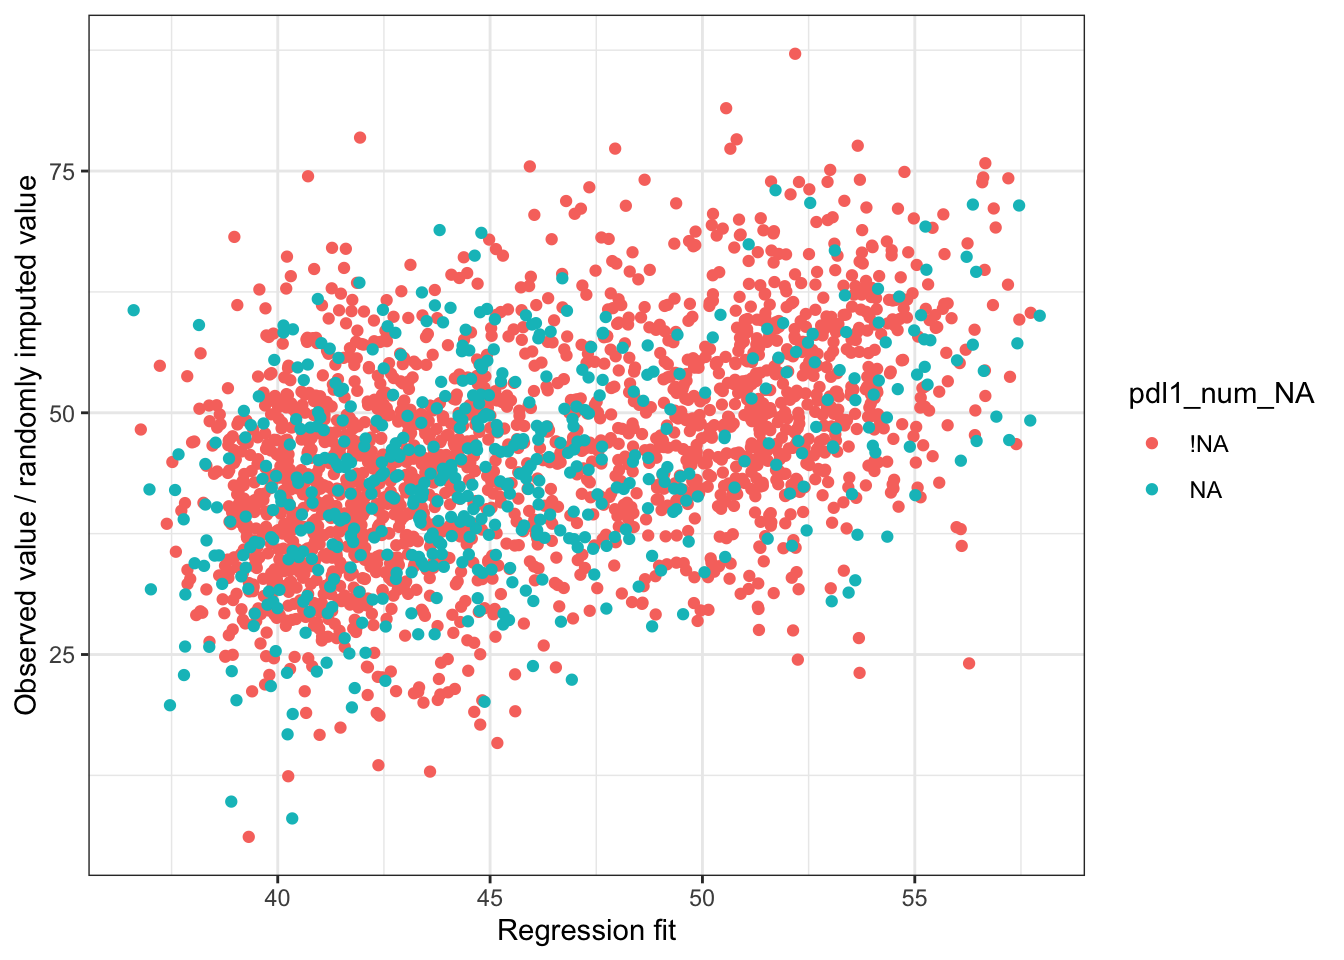 Observed value / randomly imputed value
75
50
25
40
45
50
55
Regression fit
pdl1_num_NA
!NA
NA